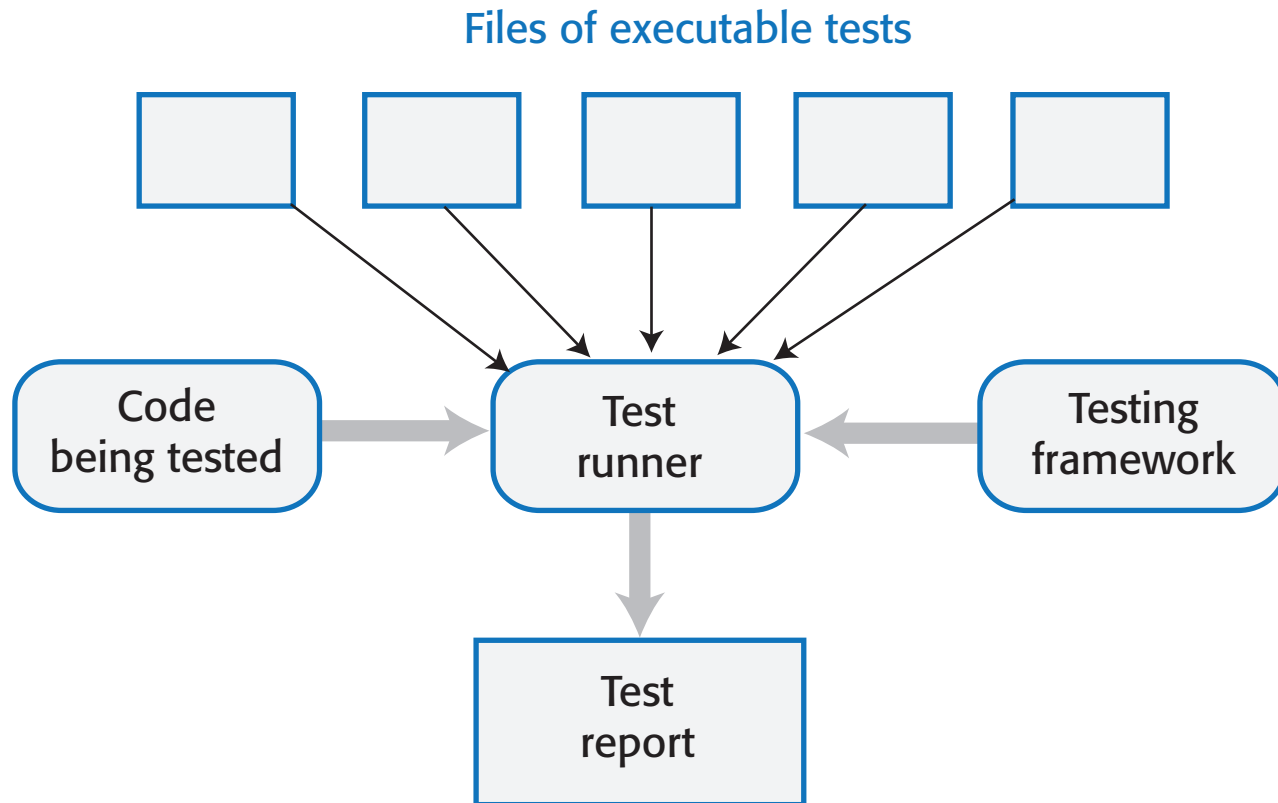 Files of executable tests
Code
being tested
Test
runner
Testing
framework
Test
report